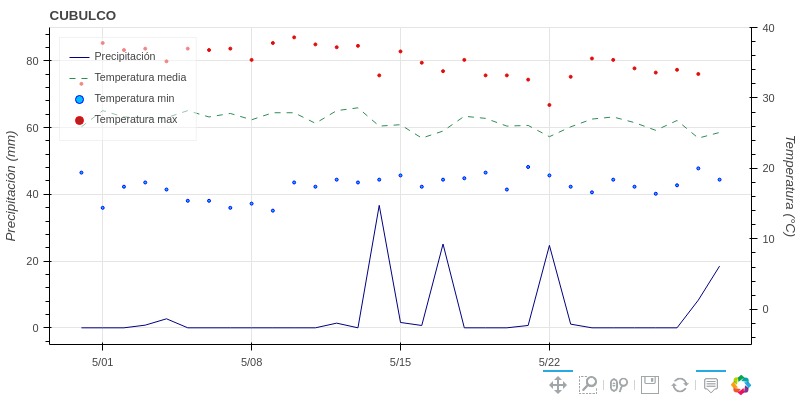 CUBULCO
Precipitación
Temperatura media
Temperatura min
Temperatura max
Precipitación (mm)
80
60
40
20
0
Temperatura (°C)
40
30
20
10
0
5/01
5/08
5/15
5/22